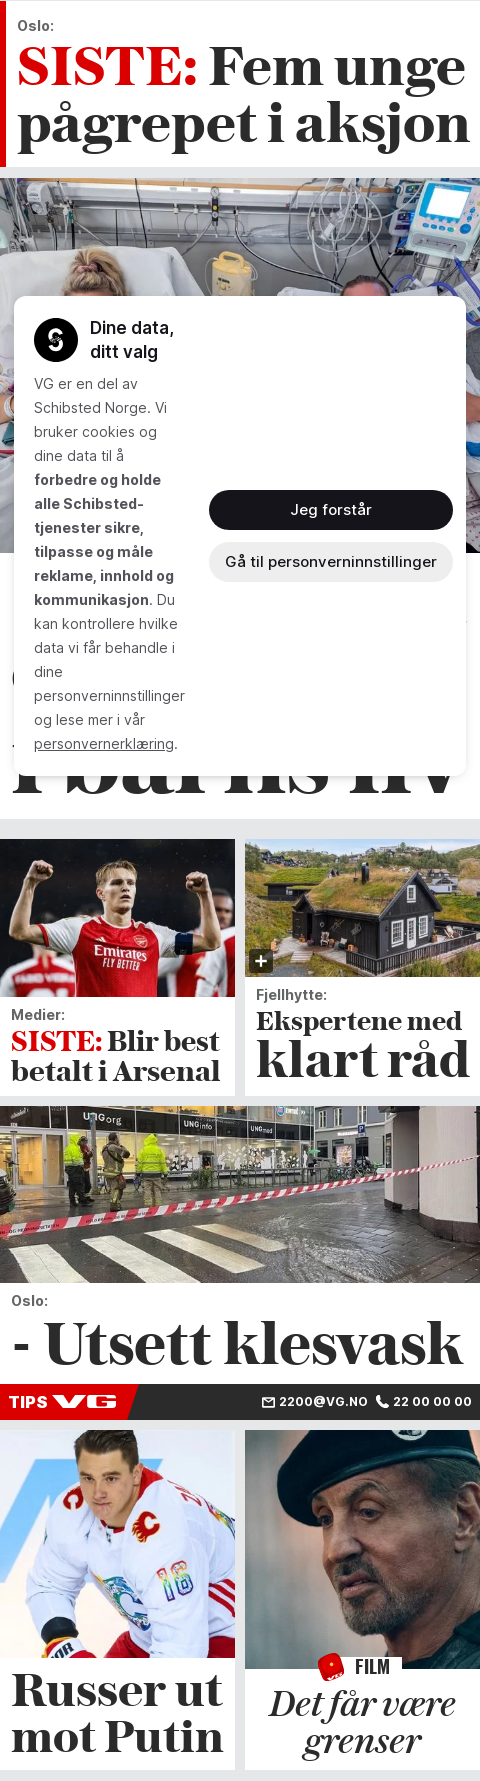 Oslo:
SISTE: Fem unge
pågrepet i aksjon
Dine data,
ditt valg
VG er en del av
Schibsted Norge. Vi
bruker cookies og
dine data til å
forbedre og holde
alle Schibsted-
tjenester sikre,
tilpasse og måle
reklame, innhold og
kommunikasjon. Du
kan kontrollere hvilke
data vi får behandle i
dine
personverninnstillinger
og lese mer i vår
personvernerklæring.
Jeg forstår
Gå til personverninnstillinger
Emirates
FLY BETTER
Medier:
SISTE: Blir best
betalt i Arsenal
Fjellhytte:
Ekspertene med
klart råd
UNGorg
UNGinfo
UNGmed
Oslo:
- Utsett klesvask
TIPS VG
2200@VG.NO 22 00 00 00
16
Russer ut
mot Putin
FILM
Det får være
grenser